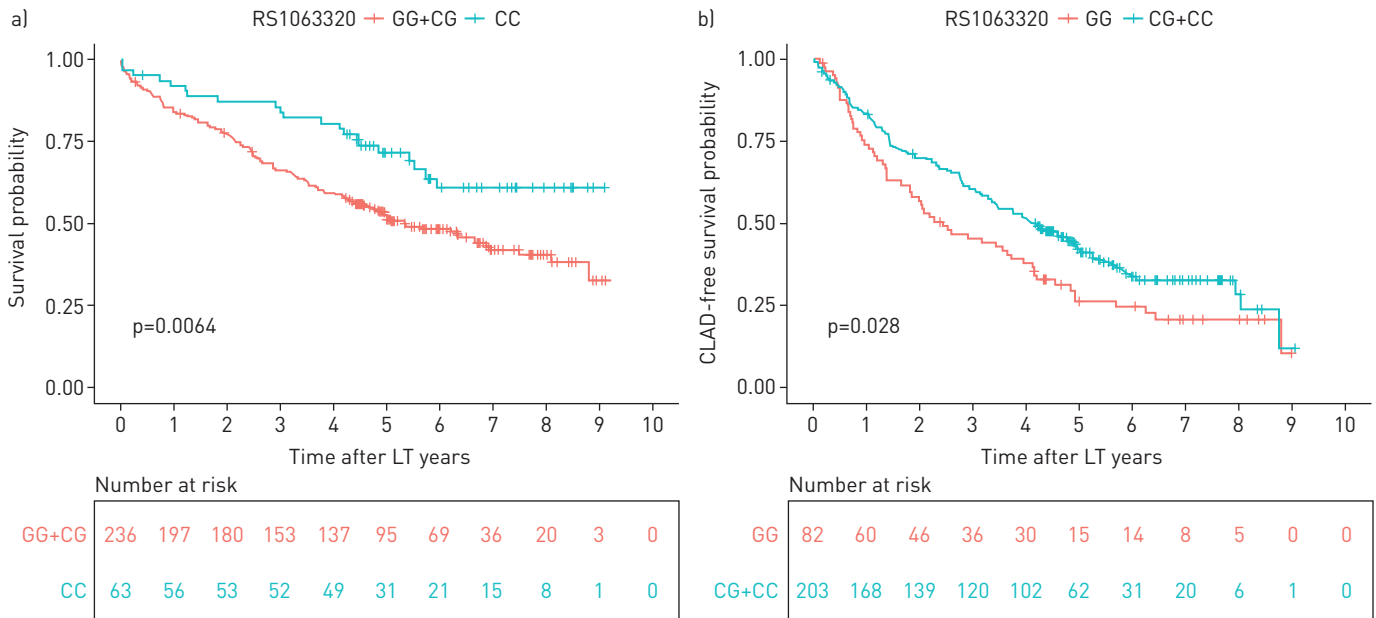 a) RS1063320 GG+CG CC
1.00
0.75
0.50
0.25
0.00
Survival probability
p=0.0064
0 1 2 3 4 5 6 7 8 9 10
Time after LT years
Number at risk
GG+CG 236 197 180 153 137 95 69 36 20 3 0
CC 63 56 53 52 49 31 21 15 8 1 0
b) RS1063320 GG CG+CC
1.00
0.75
0.50
0.25
0.00
CLAD-free survival probability
p=0.028
0 1 2 3 4 5 6 7 8 9 10
Time after LT years
Number at risk
GG 82 60 46 36 30 15 14 8 5 0 0
CG+CC 203 168 139 120 102 62 31 20 6 1 0